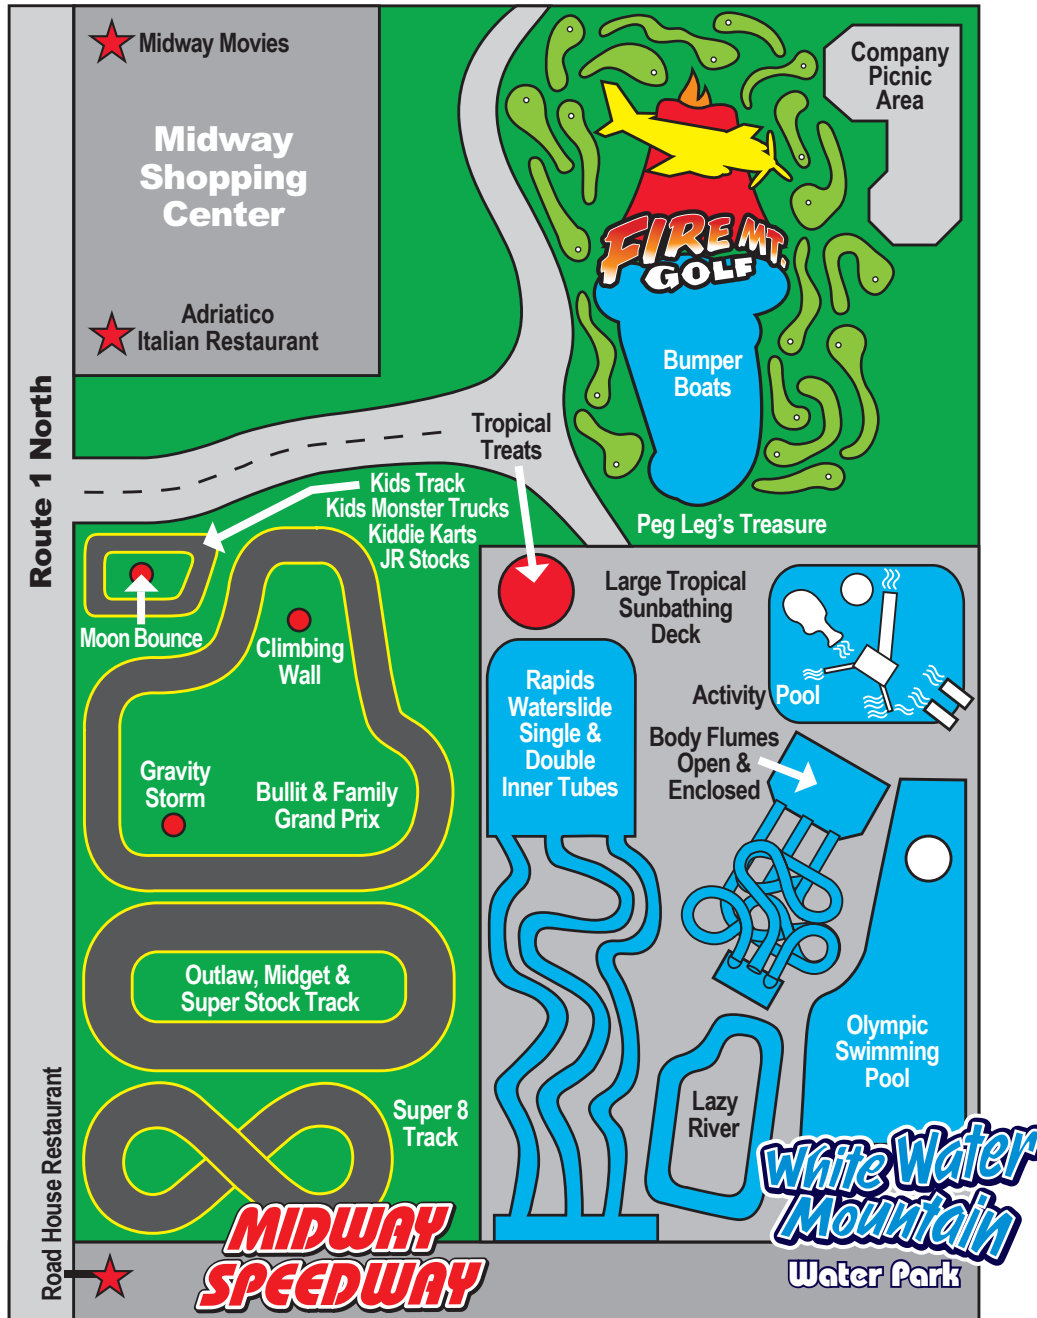 Midway Movies
Midway
Shopping
Center
Adriatico
Italian Restaurant
Company
Picnic
Area
FIRE MT.
GOLF
Bumper
Boats
Peg Leg's Treasure
Route 1 North
Tropical
Treats
Kids Track
Kids Monster Trucks
Kiddie Karts
JR Stocks
Moon Bounce
Climbing
Wall
Gravity
Storm
Bullit & Family
Grand Prix
Outlaw, Midget &
Super Stock Track
Super 8
Track
Road House Restaurant
MIDWAY
SPEEDWAY
Large Tropical
Sunbathing
Deck
Activity Pool
Rapids
Waterslide
Single &
Double
Inner Tubes
Body Flumes
Open &
Enclosed
Olympic
Swimming
Pool
Lazy
River
White Water
Mountain
Water Park